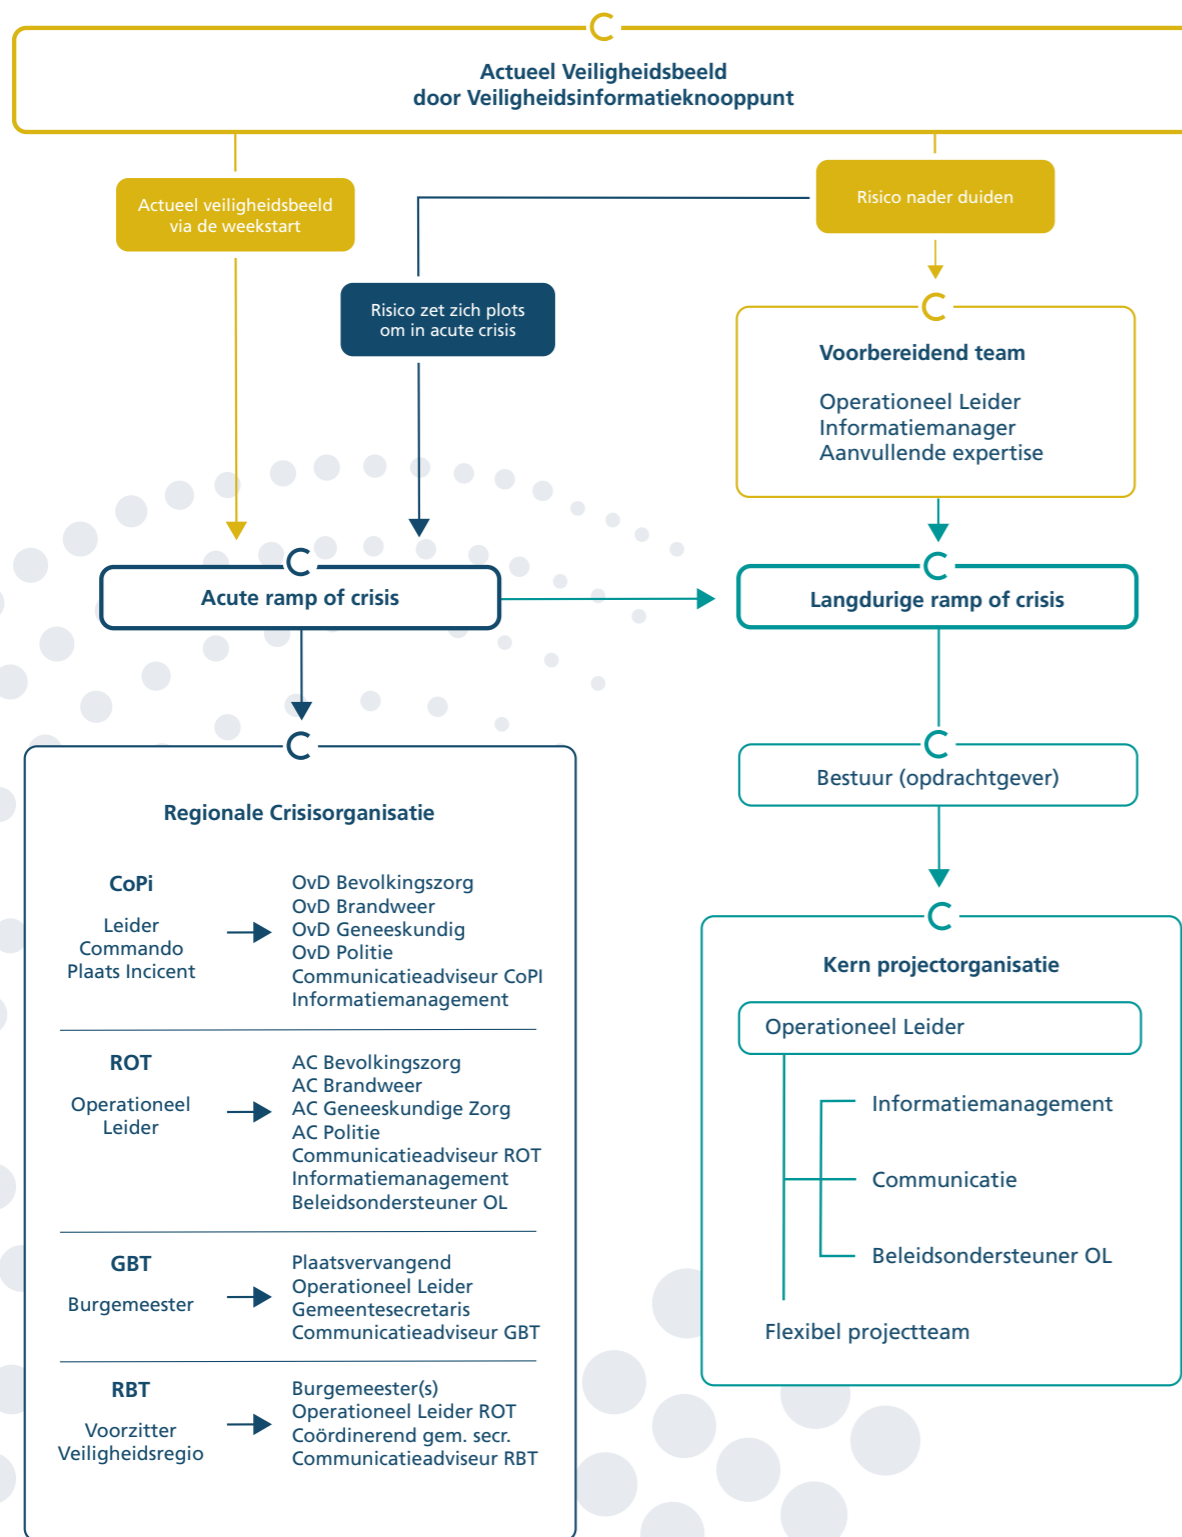 Actueel Veiligheidsbeeld
door Veiligheidsinformatieknooppunt
Actueel veiligheidsbeeld
via de weekstart
Risico nader duiden
Risico zet zich plots
om in acute crisis
Voorbereidend team
Operationeel Leider
Informatiemanager
Aanvullende expertise
Acute ramp of crisis
Langdurige ramp of crisis
Bestuur (opdrachtgever)
Regionale Crisisorganisatie
CoPi
Leider
Commando
Plaats Incicent
OvD Bevolkingszorg
OvD Brandweer
OvD Geneeskundig
OvD Politie
Communicatieadviseur CoPI
Informatiemanagement
ROT
Operationeel
Leider
AC Bevolkingszorg
AC Brandweer
AC Geneeskundige Zorg
AC Politie
Communicatieadviseur ROT
Informatiemanagement
Beleidsondersteuner OL
GBT
Burgemeester
Plaatsvervangend
Operationeel Leider
Gemeentesecretaris
Communicatieadviseur GBT
RBT
Voorzitter
Veiligheidsregio
Burgemeester(s)
Operationeel Leider ROT
Coördinerend gem. secr.
Communicatieadviseur RBT
Kern projectorganisatie
Operationeel Leider
Informatiemanagement
Communicatie
Beleidsondersteuner OL
Flexibel projectteam